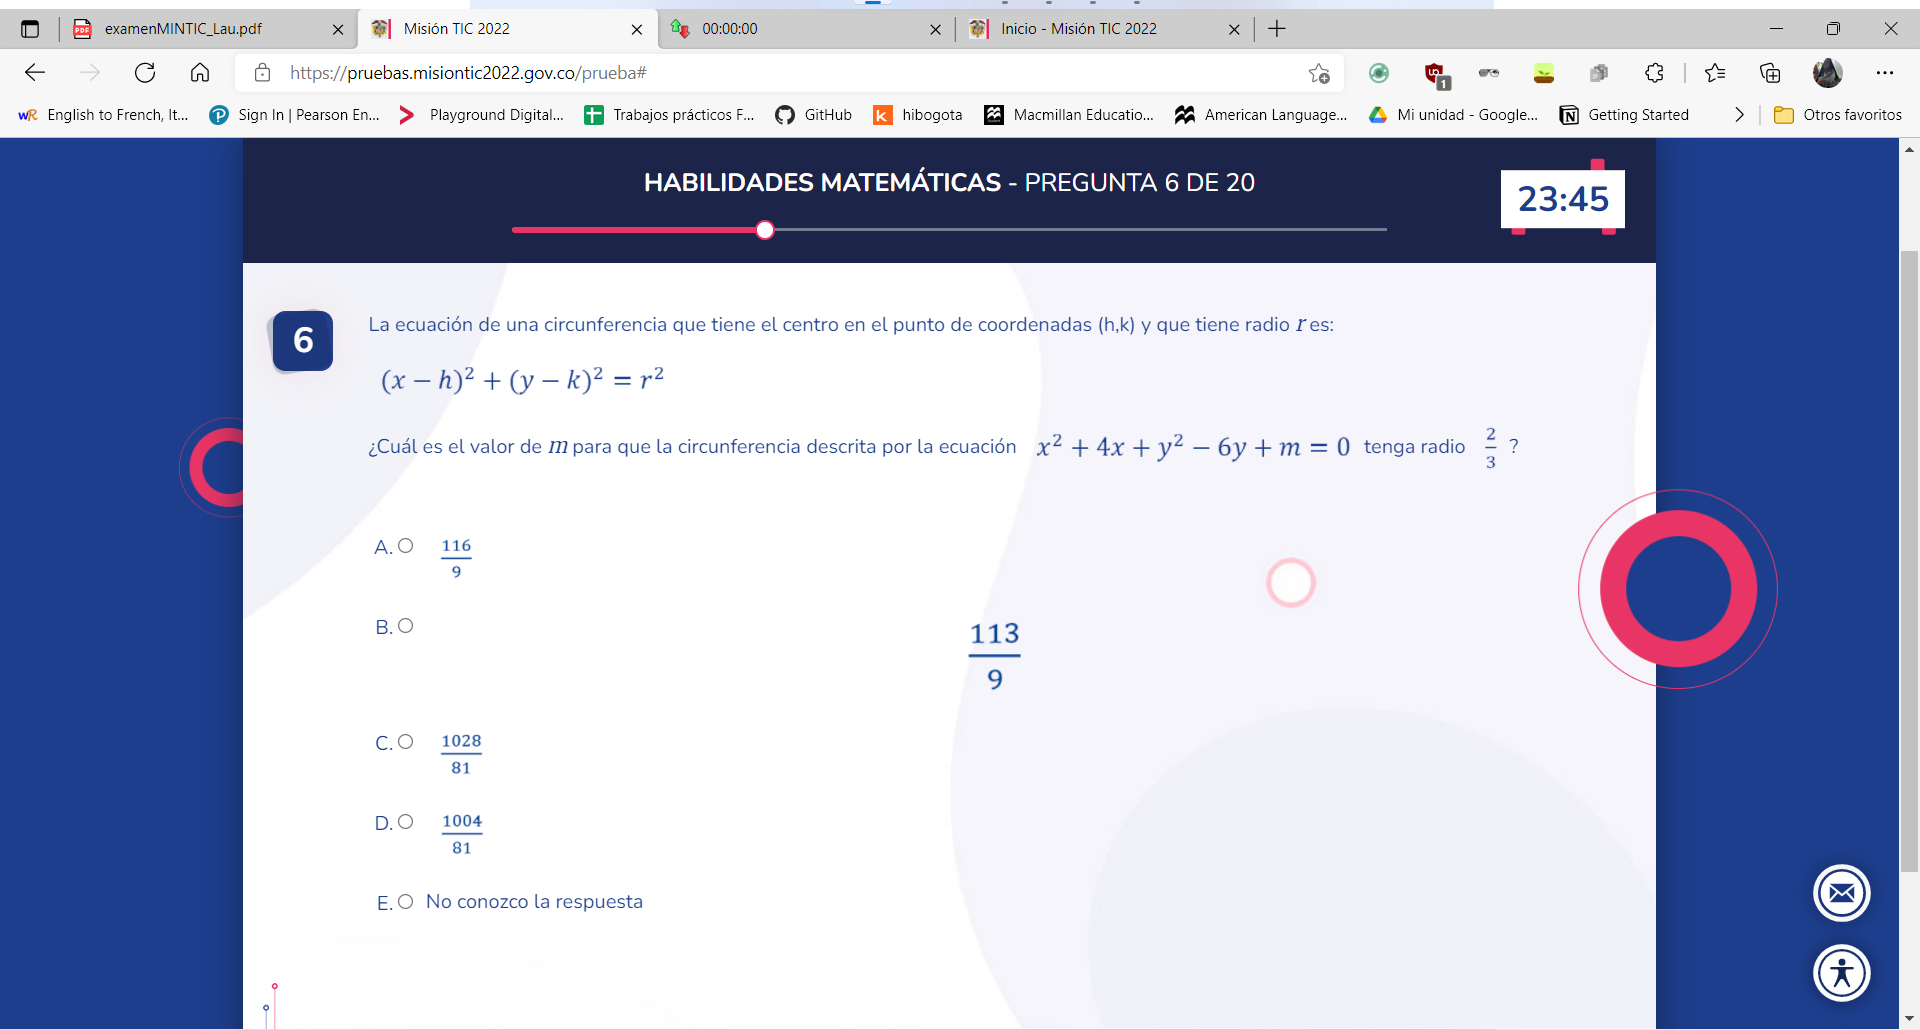 examenMINTIC_Lau.pdf
Misión TIC 2022
00:00:00
Inicio - Misión TIC 2022
https://pruebas.misiontic2022.gov.co/prueba#
1
English to French, It...
Sign In | Pearson En...
Playground Digital...
Trabajos prácticos F...
GitHub
hibogota
Macmillan Educatio...
American Language...
Mi unidad - Google...
Getting Started
Otros favoritos
HABILIDADES MATEMÁTICAS - PREGUNTA 6 DE 20
23:45
6
La ecuación de una circunferencia que tiene el centro en el punto de coordenadas (h,k) y que tiene radio r es:
(x − h)² + (y − k)² = r²
¿Cuál es el valor de m para que la circunferencia descrita por la ecuación x² + 4x + y² − 6y + m = 0 tenga radio 2/3 ?
A. 116/9
B. 113/9
C. 1028/81
D. 1004/81
E. No conozco la respuesta